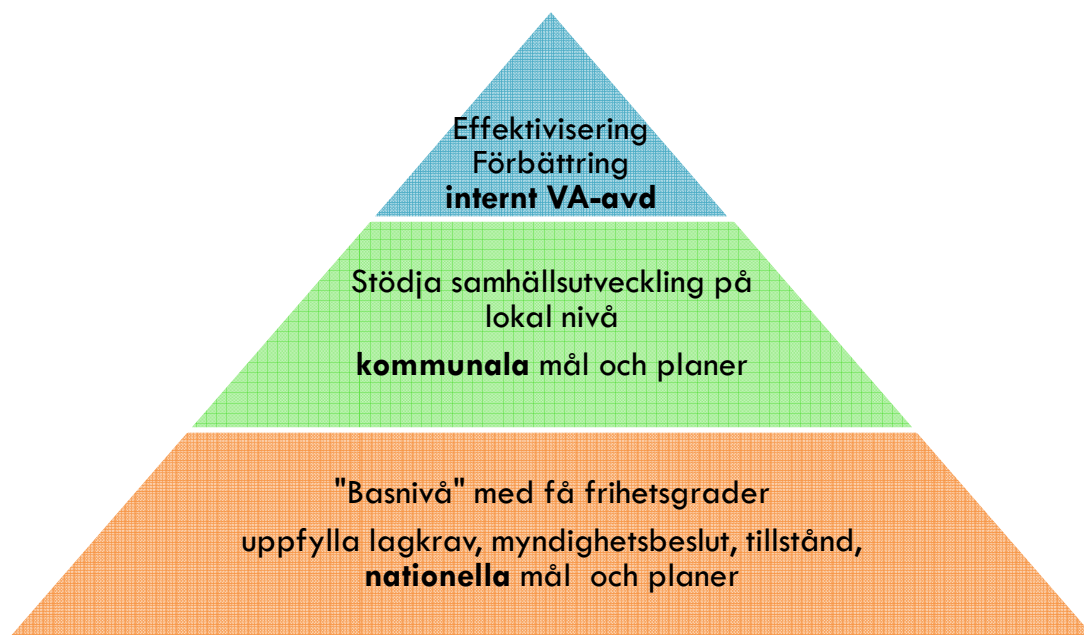 Effektivisering
Förbättring
internt VA-avd
Stödja samhällsutveckling på
lokal nivå
kommunala mål och planer
"Basnivå" med få frihetsgrader
uppfylla lagkrav, myndighetsbeslut, tillstånd,
nationella mål och planer